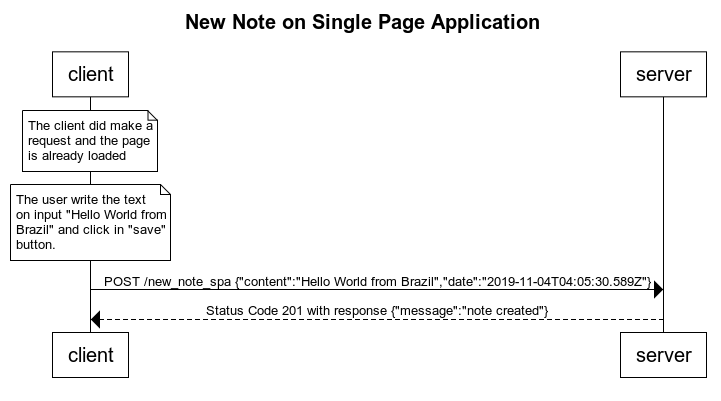 New Note on Single Page Application
client
server
The client did make a
request and the page
is already loaded
The user write the text
on input "Hello World from
Brazil" and click in "save"
button.
POST /new_note_spa {"content":"Hello World from Brazil","date":"2019-11-04T04:05:30.589Z"}
Status Code 201 with response {"message":"note created"}
client
server